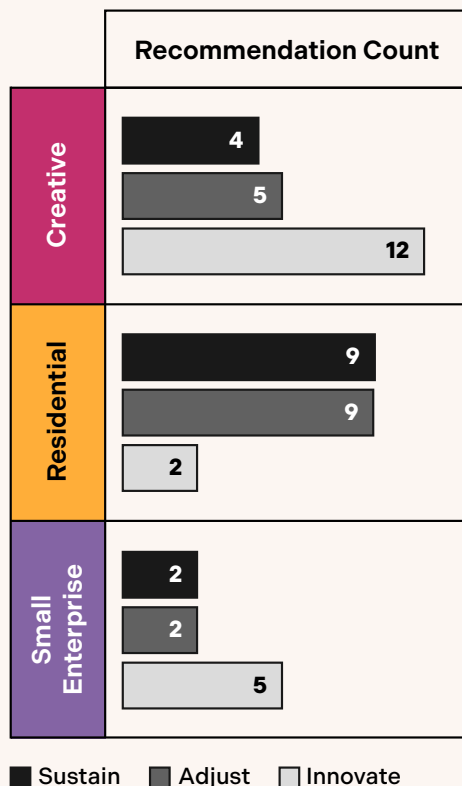 Recommendation Count
Creative
4
5
12
Residential
9
9
2
Small
Enterprise
2
2
5
Sustain Adjust Innovate